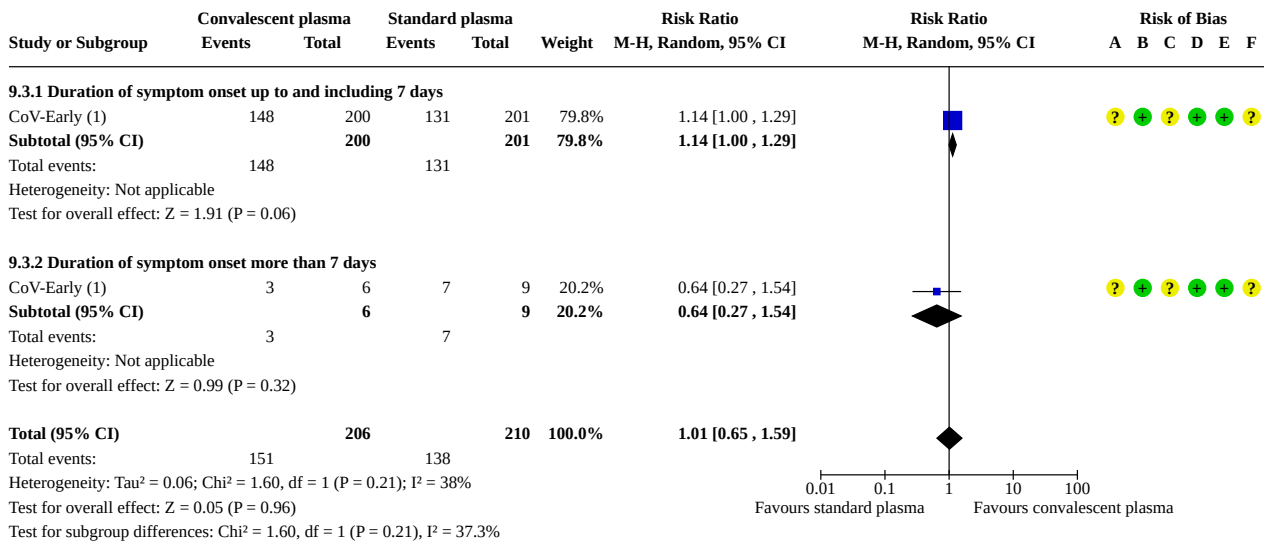 Convalescent plasma Standard plasma Risk Ratio Risk Ratio Risk of Bias
Study or Subgroup Events Total Events Total Weight M-H, Random, 95% CI M-H, Random, 95% CI A B C D E F
9.3.1 Duration of symptom onset up to and including 7 days
CoV-Early (1) 148 200 131 201 79.8% 1.14 [1.00 , 1.29] ? + ? + + ?
Subtotal (95% CI) 200 201 79.8% 1.14 [1.00 , 1.29]
Total events: 148 131
Heterogeneity: Not applicable
Test for overall effect: Z = 1.91 (P = 0.06)
9.3.2 Duration of symptom onset more than 7 days
CoV-Early (1) 3 6 7 9 20.2% 0.64 [0.27 , 1.54] ? + ? + + ?
Subtotal (95% CI) 6 9 20.2% 0.64 [0.27 , 1.54]
Total events: 3 7
Heterogeneity: Not applicable
Test for overall effect: Z = 0.99 (P = 0.32)
Total (95% CI) 206 210 100.0% 1.01 [0.65 , 1.59]
Total events: 151 138
Heterogeneity: Tau² = 0.06; Chi² = 1.60, df = 1 (P = 0.21); I² = 38%
0.01 0.1 1 10 100
Test for overall effect: Z = 0.05 (P = 0.96) Favours standard plasma Favours convalescent plasma
Test for subgroup differences: Chi² = 1.60, df = 1 (P = 0.21), I² = 37.3%